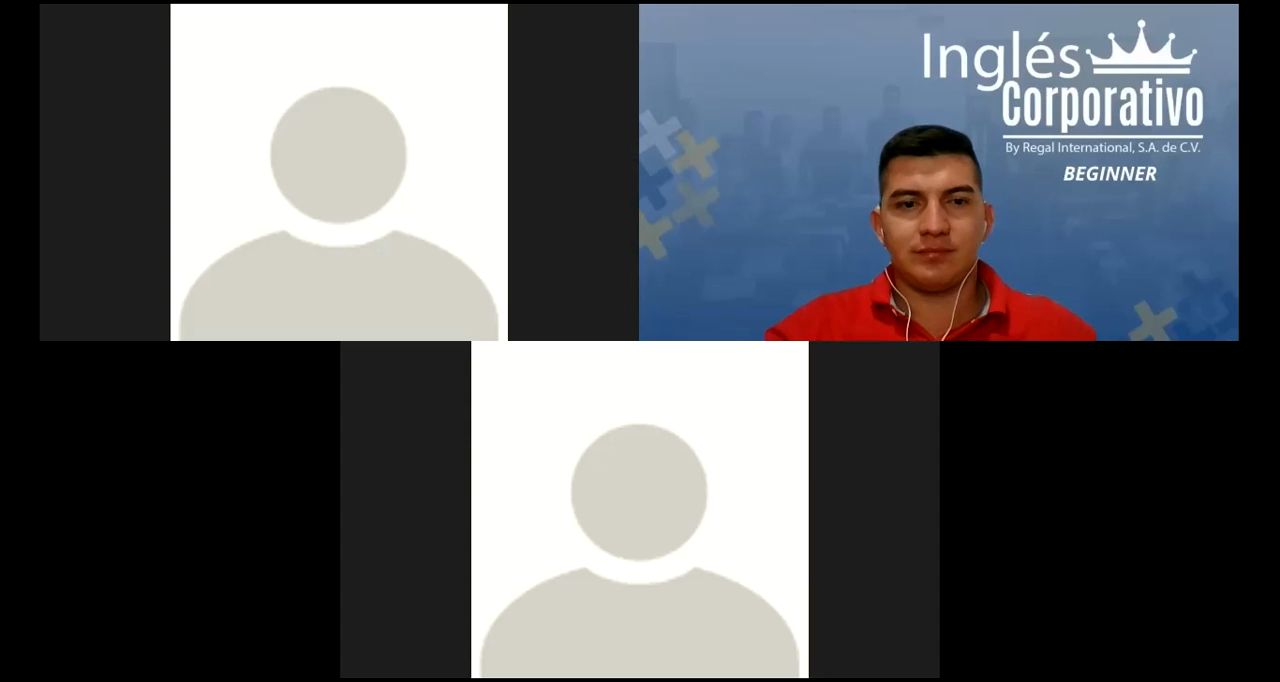 Inglés
Corporativo
By Regal International, S.A. de C.V.
BEGINNER